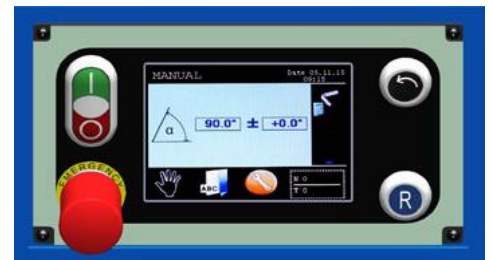 MANUAL
Date 05.11.15
09:15
α 90.0° ± +0.0°
ABC
N 0
T 0
EMERGENCY
R